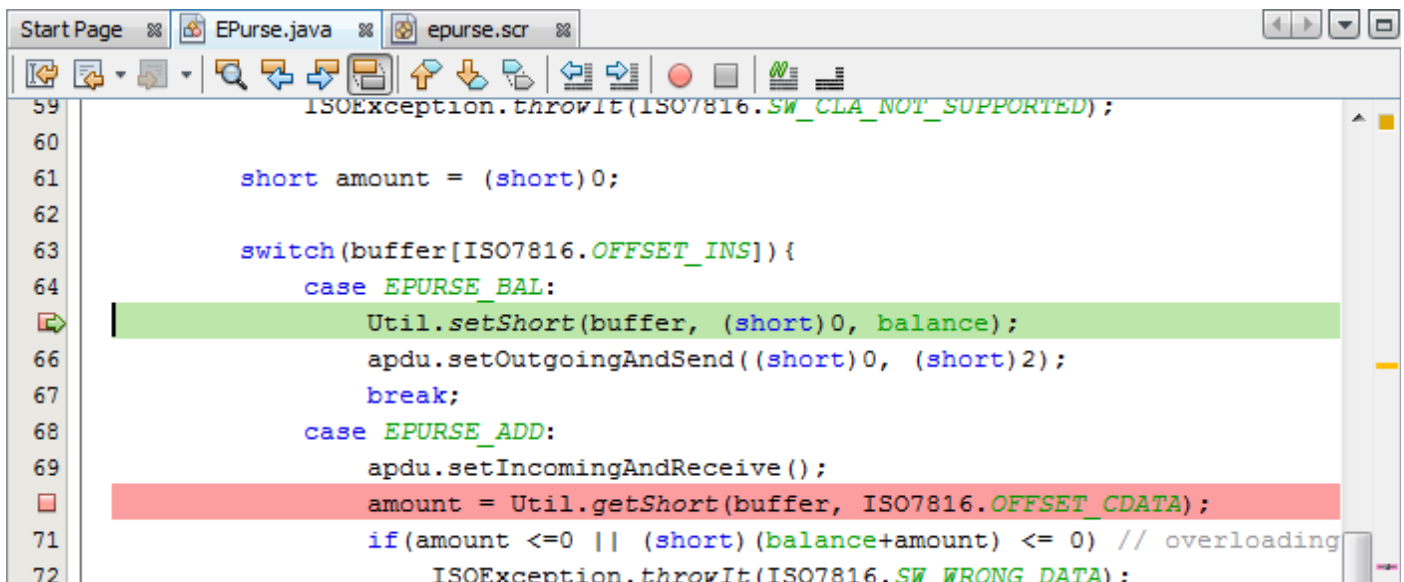 Start Page EPurse.java epurse.scr
59 ISOException.throwIt(ISO7816.SW_CLA_NOT_SUPPORTED);
60
61 short amount = (short)0;
62
63 switch(buffer[ISO7816.OFFSET_INS]){
64 case EPURSE_BAL:
Util.setShort(buffer, (short)0, balance);
66 apdu.setOutgoingAndSend((short)0, (short)2);
67 break;
68 case EPURSE_ADD:
69 apdu.setIncomingAndReceive();
amount = Util.getShort(buffer, ISO7816.OFFSET_CDATA);
71 if(amount <=0 || (short)(balance+amount) <= 0) // overloading
72 ISOException.throwIt(ISO7816.SW_WRONG_DATA);